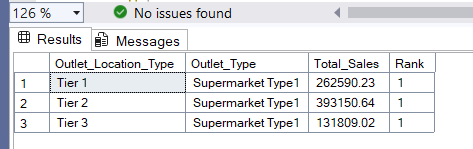 126 % No issues found
Results Messages
Outlet_Location_Type Outlet_Type Total_Sales Rank
1 Tier 1 Supermarket Type1 262590.23 1
2 Tier 2 Supermarket Type1 393150.64 1
3 Tier 3 Supermarket Type1 131809.02 1